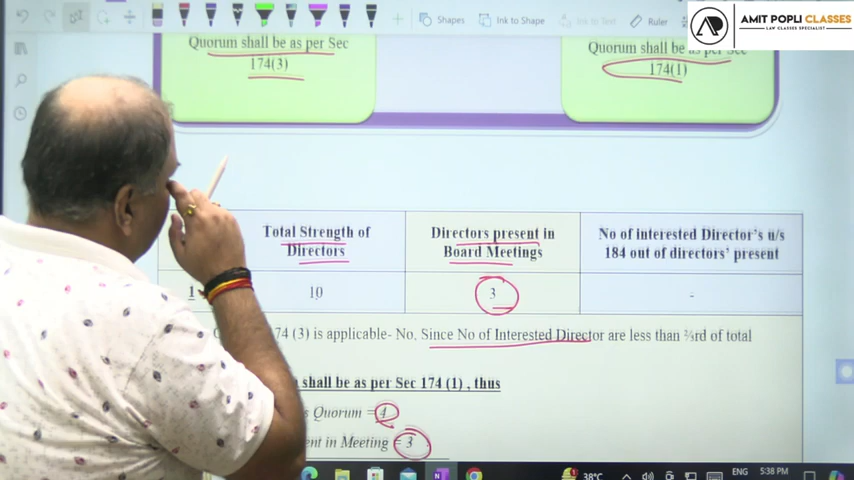 Shapes
Ink to Shape
Ink to Text
Ruler
AMIT POPLI CLASSES
LAW CLASSES SPECIALIST
Quorum shall be as per Sec
174(3)
Quorum shall be as per Sec
174(1)
Total Strength of
Directors
Directors present in
Board Meetings
No of interested Director's u/s
184 out of directors' present
1
10
3
-
74 (3) is applicable- No. Since No of Interested Director are less than ⅔rd of total
shall be as per Sec 174 (1) , thus
s Quorum = 4
ent in Meeting = 3
38°C
ENG
5:38 PM